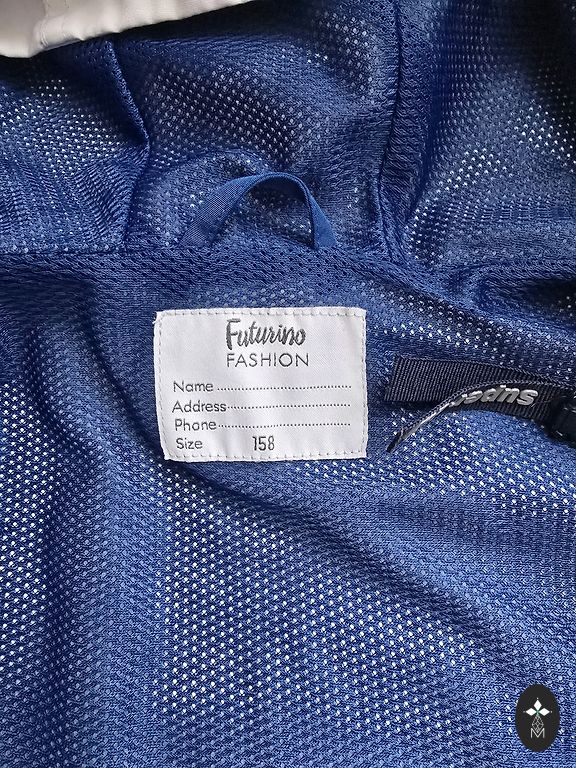 Futurino
FASHION
Name
Address
Phone
Size 158